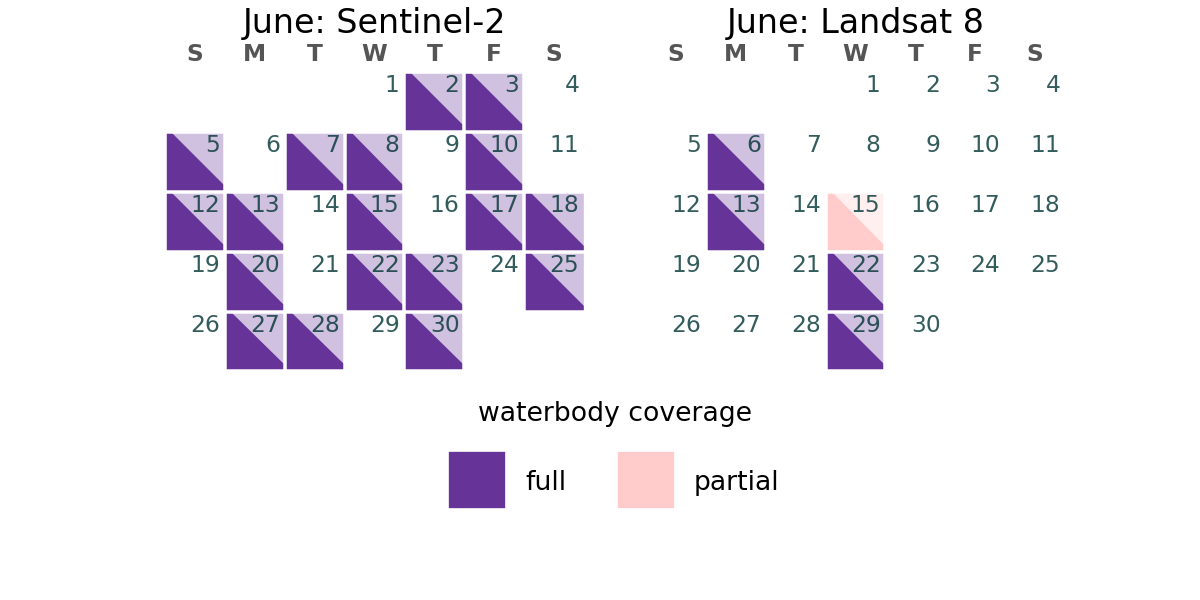 June: Sentinel-2
S M T W T F S
1 2 3 4
5 6 7 8 9 10 11
12 13 14 15 16 17 18
19 20 21 22 23 24 25
26 27 28 29 30
June: Landsat 8
S M T W T F S
1 2 3 4
5 6 7 8 9 10 11
12 13 14 15 16 17 18
19 20 21 22 23 24 25
26 27 28 29 30
waterbody coverage
full partial